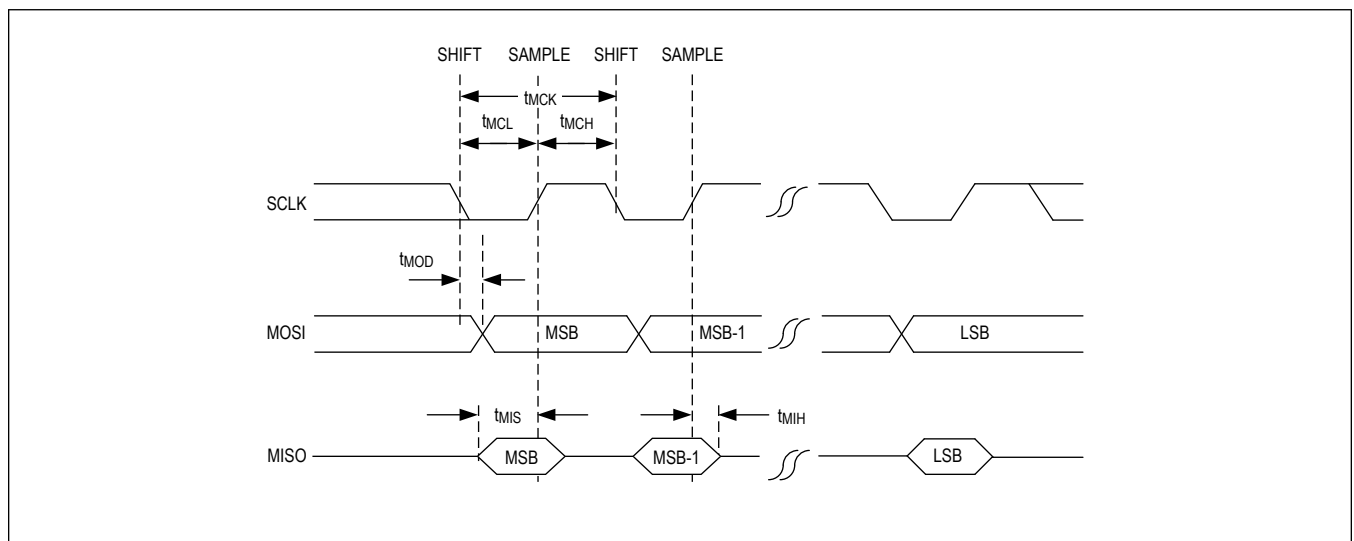 SHIFT SAMPLE SHIFT SAMPLE
tMCK
tMCL tMCH
SCLK
tMOD
MOSI MSB MSB-1 LSB
tMIS tMIH
MISO MSB MSB-1 LSB